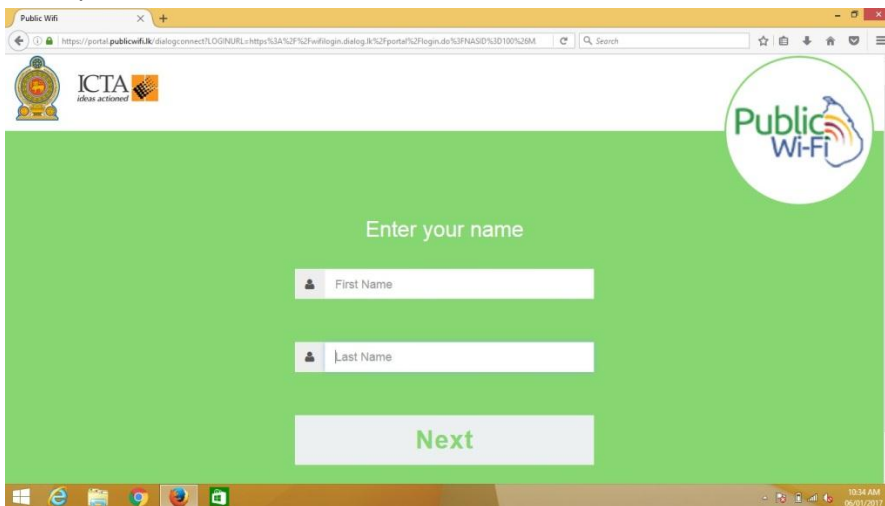 Public Wifi
https://portal.publicwifi.lk/dialogconnect?LOGINURL=https%3A%2F%2Fwifilogin.dialog.lk%2Fportal%2Flogin.do%3FNASID%3D100%26M
Search
ICTA
ideas actioned
Public
Wi-Fi
Enter your name
First Name
Last Name
Next
10:34 AM
06/01/2017